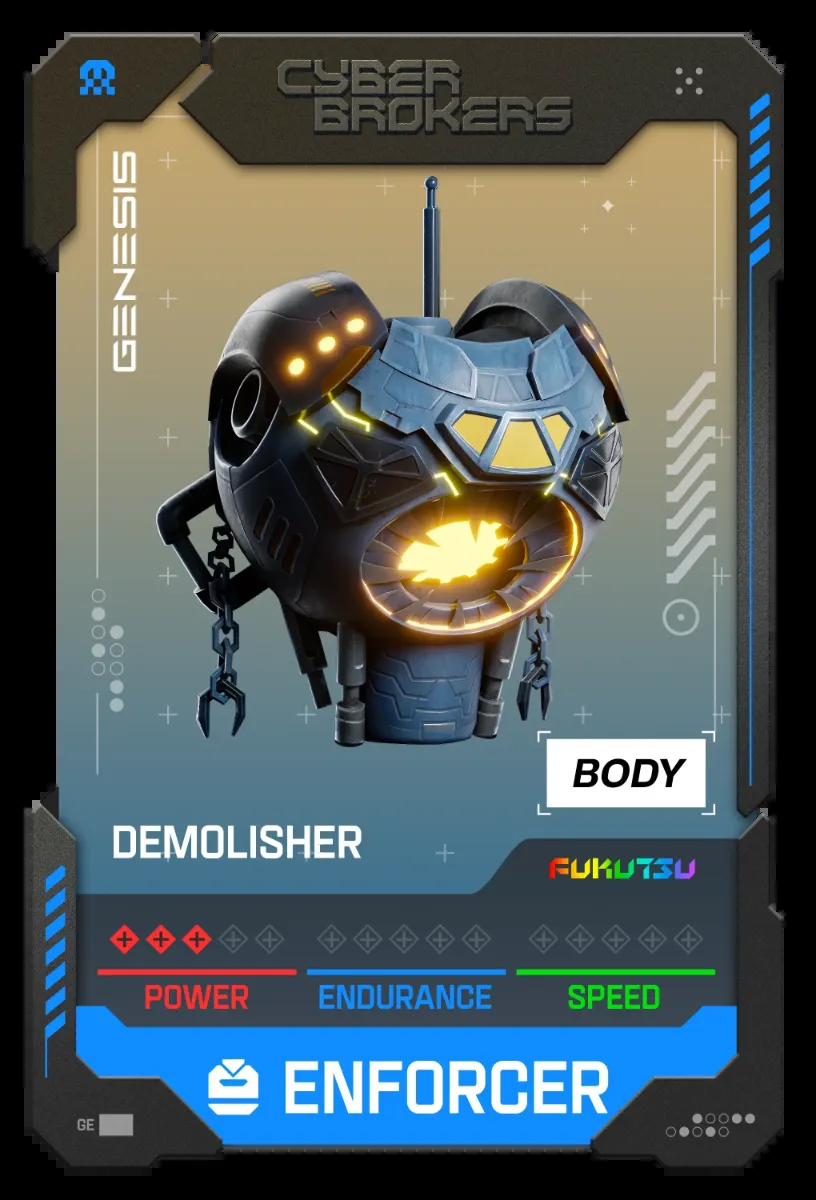 CYBER
BROKERS
GENESIS
BODY
DEMOLISHER
FUKUTSU
POWER
ENDURANCE
SPEED
ENFORCER
GE